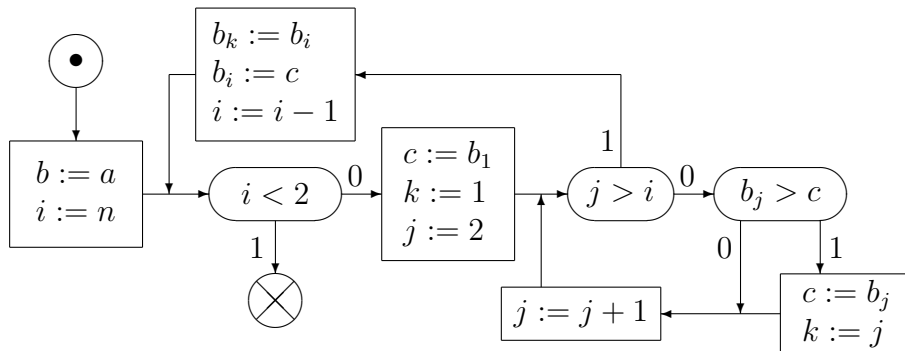 b_k := b_i
b_i := c
i := i − 1
b := a
i := n
i < 2
0
1
c := b_1
k := 1
j := 2
1
j > i
0
b_j > c
0
1
j := j + 1
c := b_j
k := j